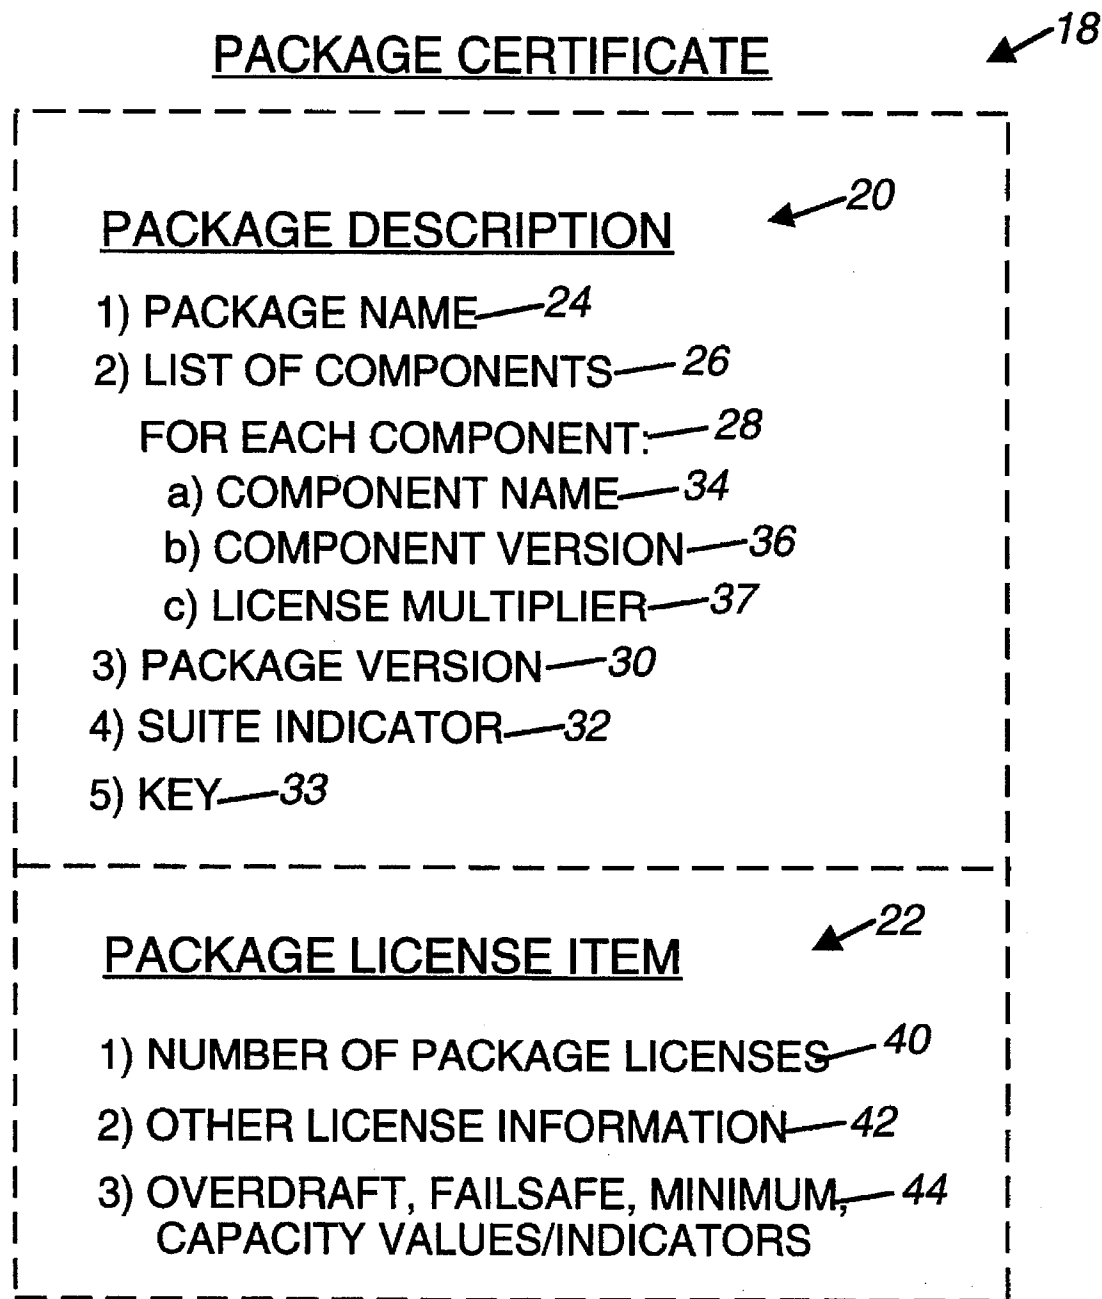 PACKAGE CERTIFICATE 18
PACKAGE DESCRIPTION 20
1) PACKAGE NAME 24
2) LIST OF COMPONENTS 26
FOR EACH COMPONENT: 28
a) COMPONENT NAME 34
b) COMPONENT VERSION 36
c) LICENSE MULTIPLIER 37
3) PACKAGE VERSION 30
4) SUITE INDICATOR 32
5) KEY 33
PACKAGE LICENSE ITEM 22
1) NUMBER OF PACKAGE LICENSES 40
2) OTHER LICENSE INFORMATION 42
3) OVERDRAFT, FAILSAFE, MINIMUM, 44
CAPACITY VALUES/INDICATORS